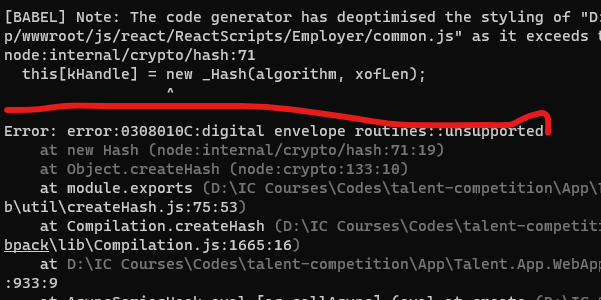 [BABEL] Note: The code generator has deoptimised the styling of "D:
p/wwwroot/js/react/ReactScripts/Employer/common.js" as it exceeds t
node:internal/crypto/hash:71
  this[kHandle] = new _Hash(algorithm, xofLen);
                  ^
Error: error:0308010C:digital envelope routines::unsupported
    at new Hash (node:internal/crypto/hash:71:19)
    at Object.createHash (node:crypto:133:10)
    at module.exports (D:\IC Courses\Codes\talent-competition\App\T
b\util\createHash.js:75:53)
    at Compilation.createHash (D:\IC Courses\Codes\talent-competiti
bpack\lib\Compilation.js:1665:16)
    at D:\IC Courses\Codes\talent-competition\App\Talent.App.WebApp
:933:9